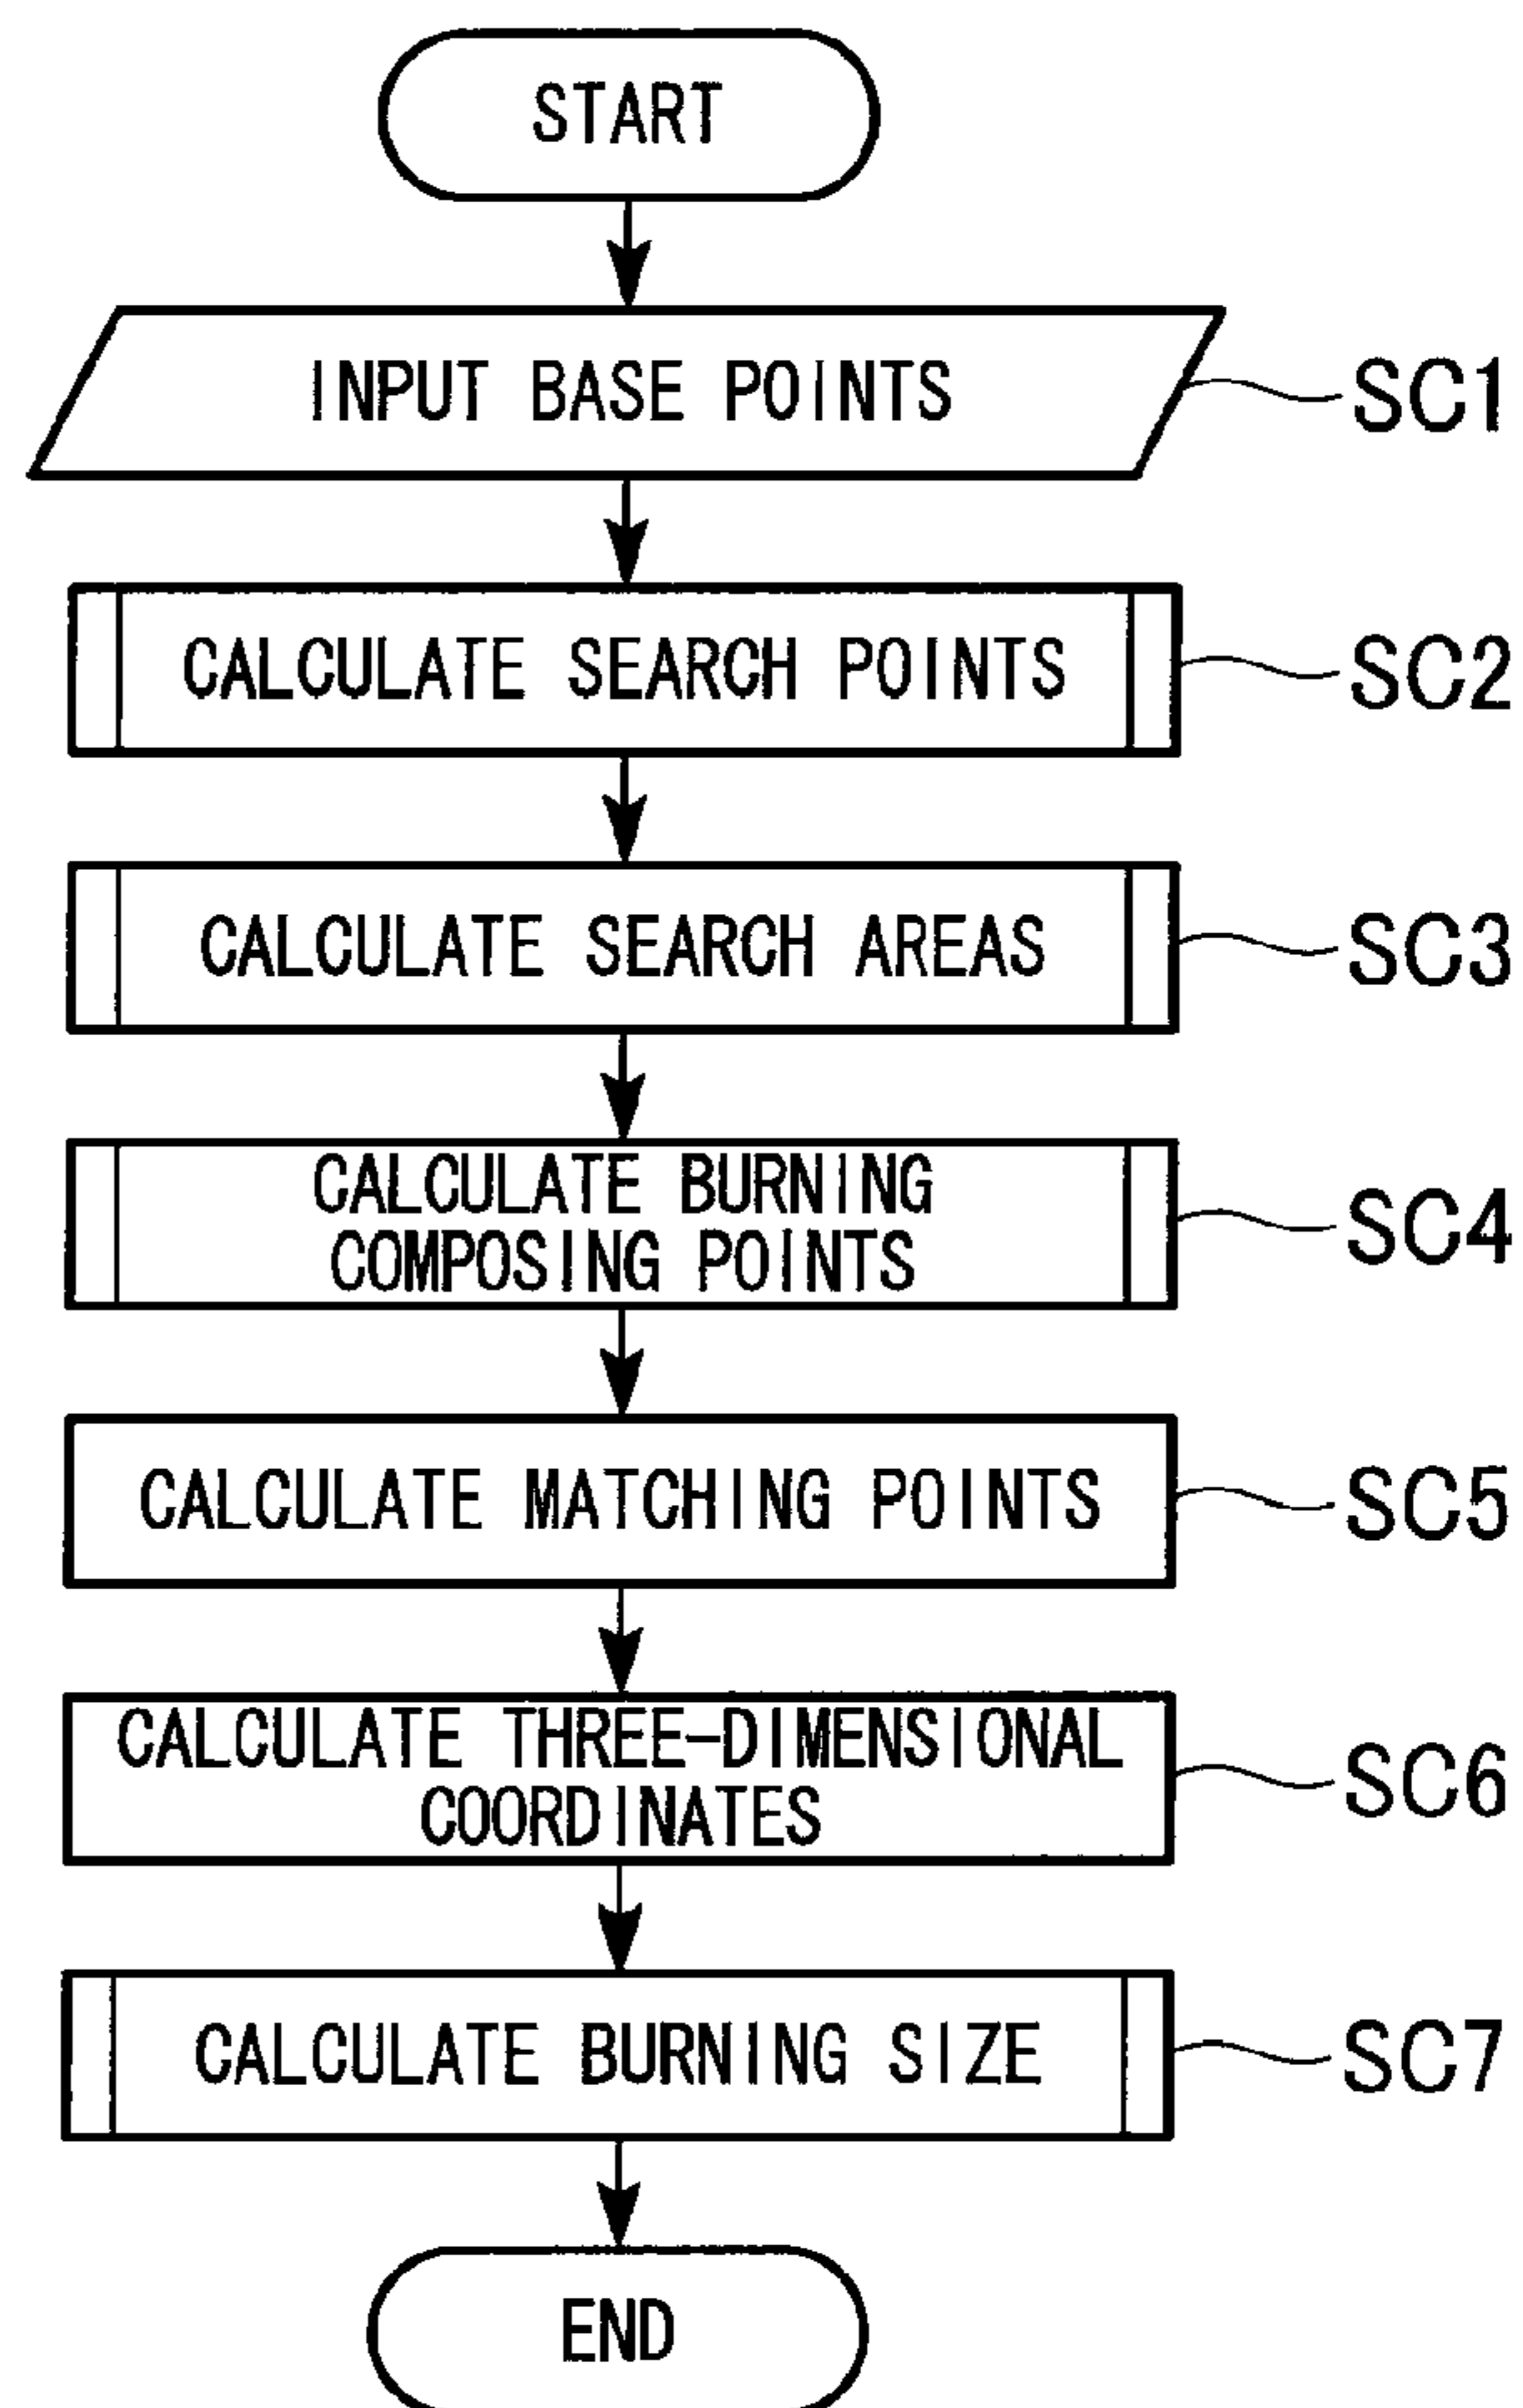 START
INPUT BASE POINTS
SC1
CALCULATE SEARCH POINTS
SC2
CALCULATE SEARCH AREAS
SC3
CALCULATE BURNING
COMPOSING POINTS
SC4
CALCULATE MATCHING POINTS
SC5
CALCULATE THREE-DIMENSIONAL
COORDINATES
SC6
CALCULATE BURNING SIZE
SC7
END